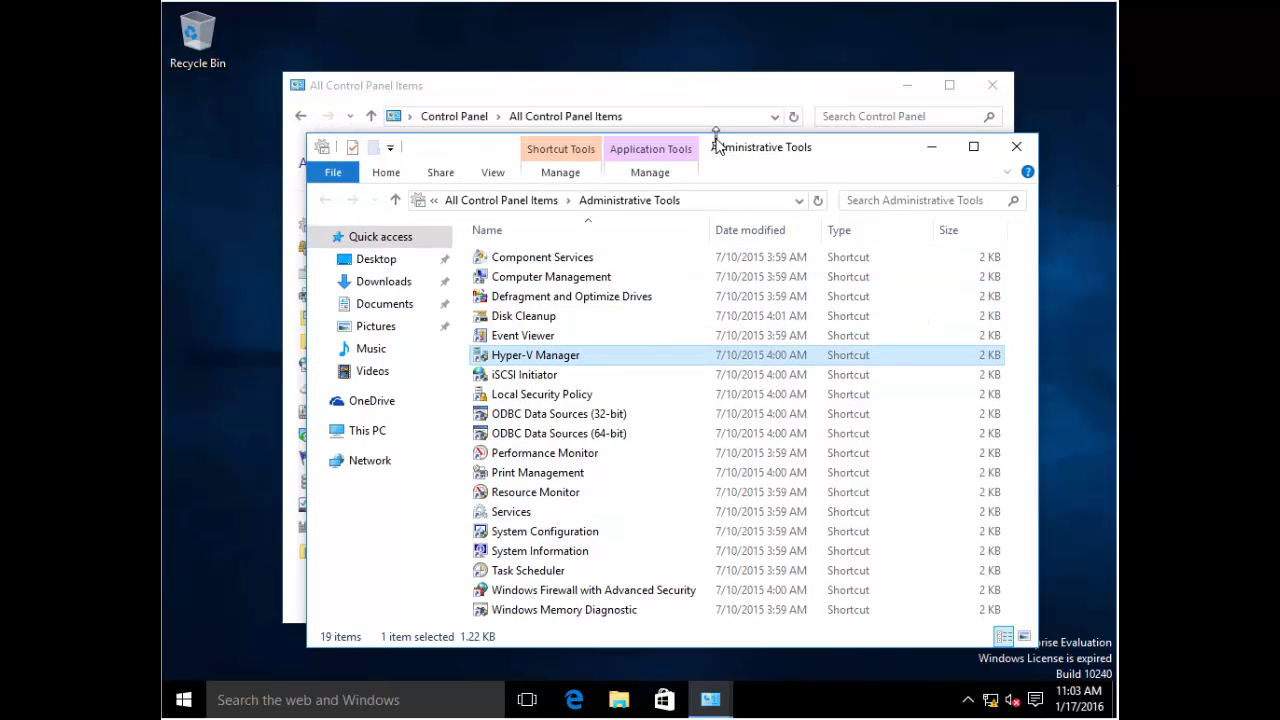 Recycle Bin
All Control Panel Items
Control Panel > All Control Panel Items
Search Control Panel
Shortcut Tools Application Tools
File Home Share View Manage Manage
« All Control Panel Items > Administrative Tools
Search Administrative Tools
Quick access
Desktop
Downloads
Documents
Pictures
Music
Videos
OneDrive
This PC
Network
Name Date modified Type Size
Component Services 7/10/2015 3:59 AM Shortcut 2 KB
Computer Management 7/10/2015 3:59 AM Shortcut 2 KB
Defragment and Optimize Drives 7/10/2015 3:59 AM Shortcut 2 KB
Disk Cleanup 7/10/2015 4:01 AM Shortcut 2 KB
Event Viewer 7/10/2015 3:59 AM Shortcut 2 KB
Hyper-V Manager 7/10/2015 4:00 AM Shortcut 2 KB
iSCSI Initiator 7/10/2015 4:00 AM Shortcut 2 KB
Local Security Policy 7/10/2015 4:00 AM Shortcut 2 KB
ODBC Data Sources (32-bit) 7/10/2015 4:00 AM Shortcut 2 KB
ODBC Data Sources (64-bit) 7/10/2015 4:00 AM Shortcut 2 KB
Performance Monitor 7/10/2015 3:59 AM Shortcut 2 KB
Print Management 7/10/2015 4:00 AM Shortcut 2 KB
Resource Monitor 7/10/2015 3:59 AM Shortcut 2 KB
Services 7/10/2015 3:59 AM Shortcut 2 KB
System Configuration 7/10/2015 3:59 AM Shortcut 2 KB
System Information 7/10/2015 3:59 AM Shortcut 2 KB
Task Scheduler 7/10/2015 3:59 AM Shortcut 2 KB
Windows Firewall with Advanced Security 7/10/2015 4:00 AM Shortcut 2 KB
Windows Memory Diagnostic 7/10/2015 3:59 AM Shortcut 2 KB
19 items 1 item selected 1.22 KB
Evaluation
Windows License is expired
Build 10240
Search the web and Windows
11:03 AM
1/17/2016